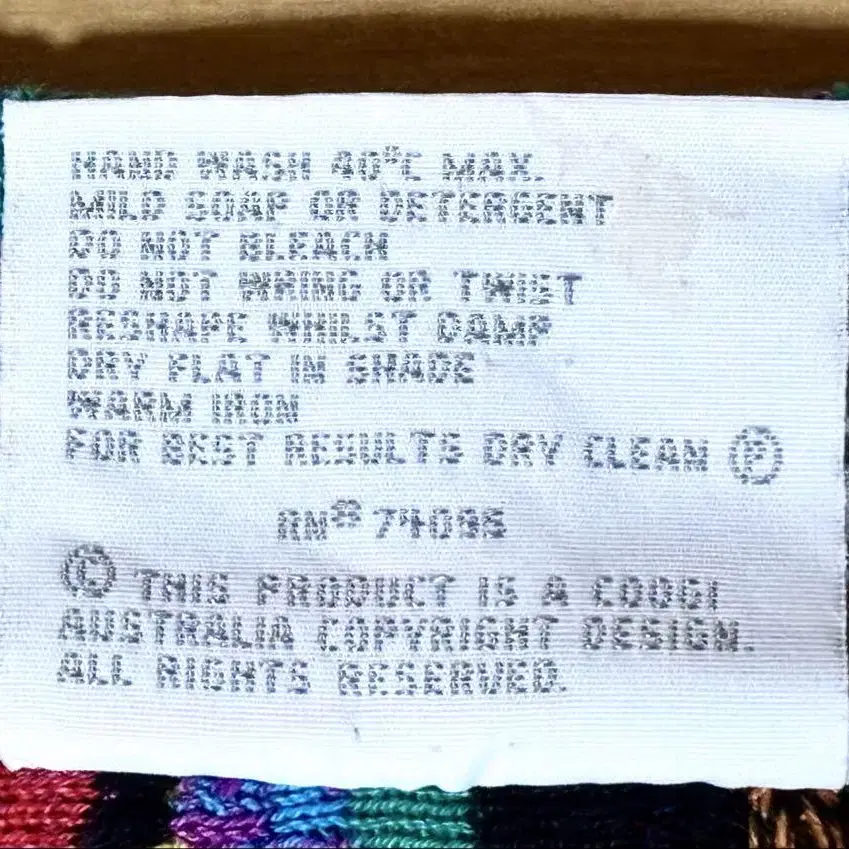 HAND WASH 40°C MAX.
MILD SOAP OR DETERGENT
DO NOT BLEACH
DO NOT WRING OR TWIST
RESHAPE WHILST DAMP
DRY FLAT IN SHADE
WARM IRON
FOR BEST RESULTS DRY CLEAN Ⓟ
RN# 74095
© THIS PRODUCT IS A COOGI
AUSTRALIA COPYRIGHT DESIGN.
ALL RIGHTS RESERVED.